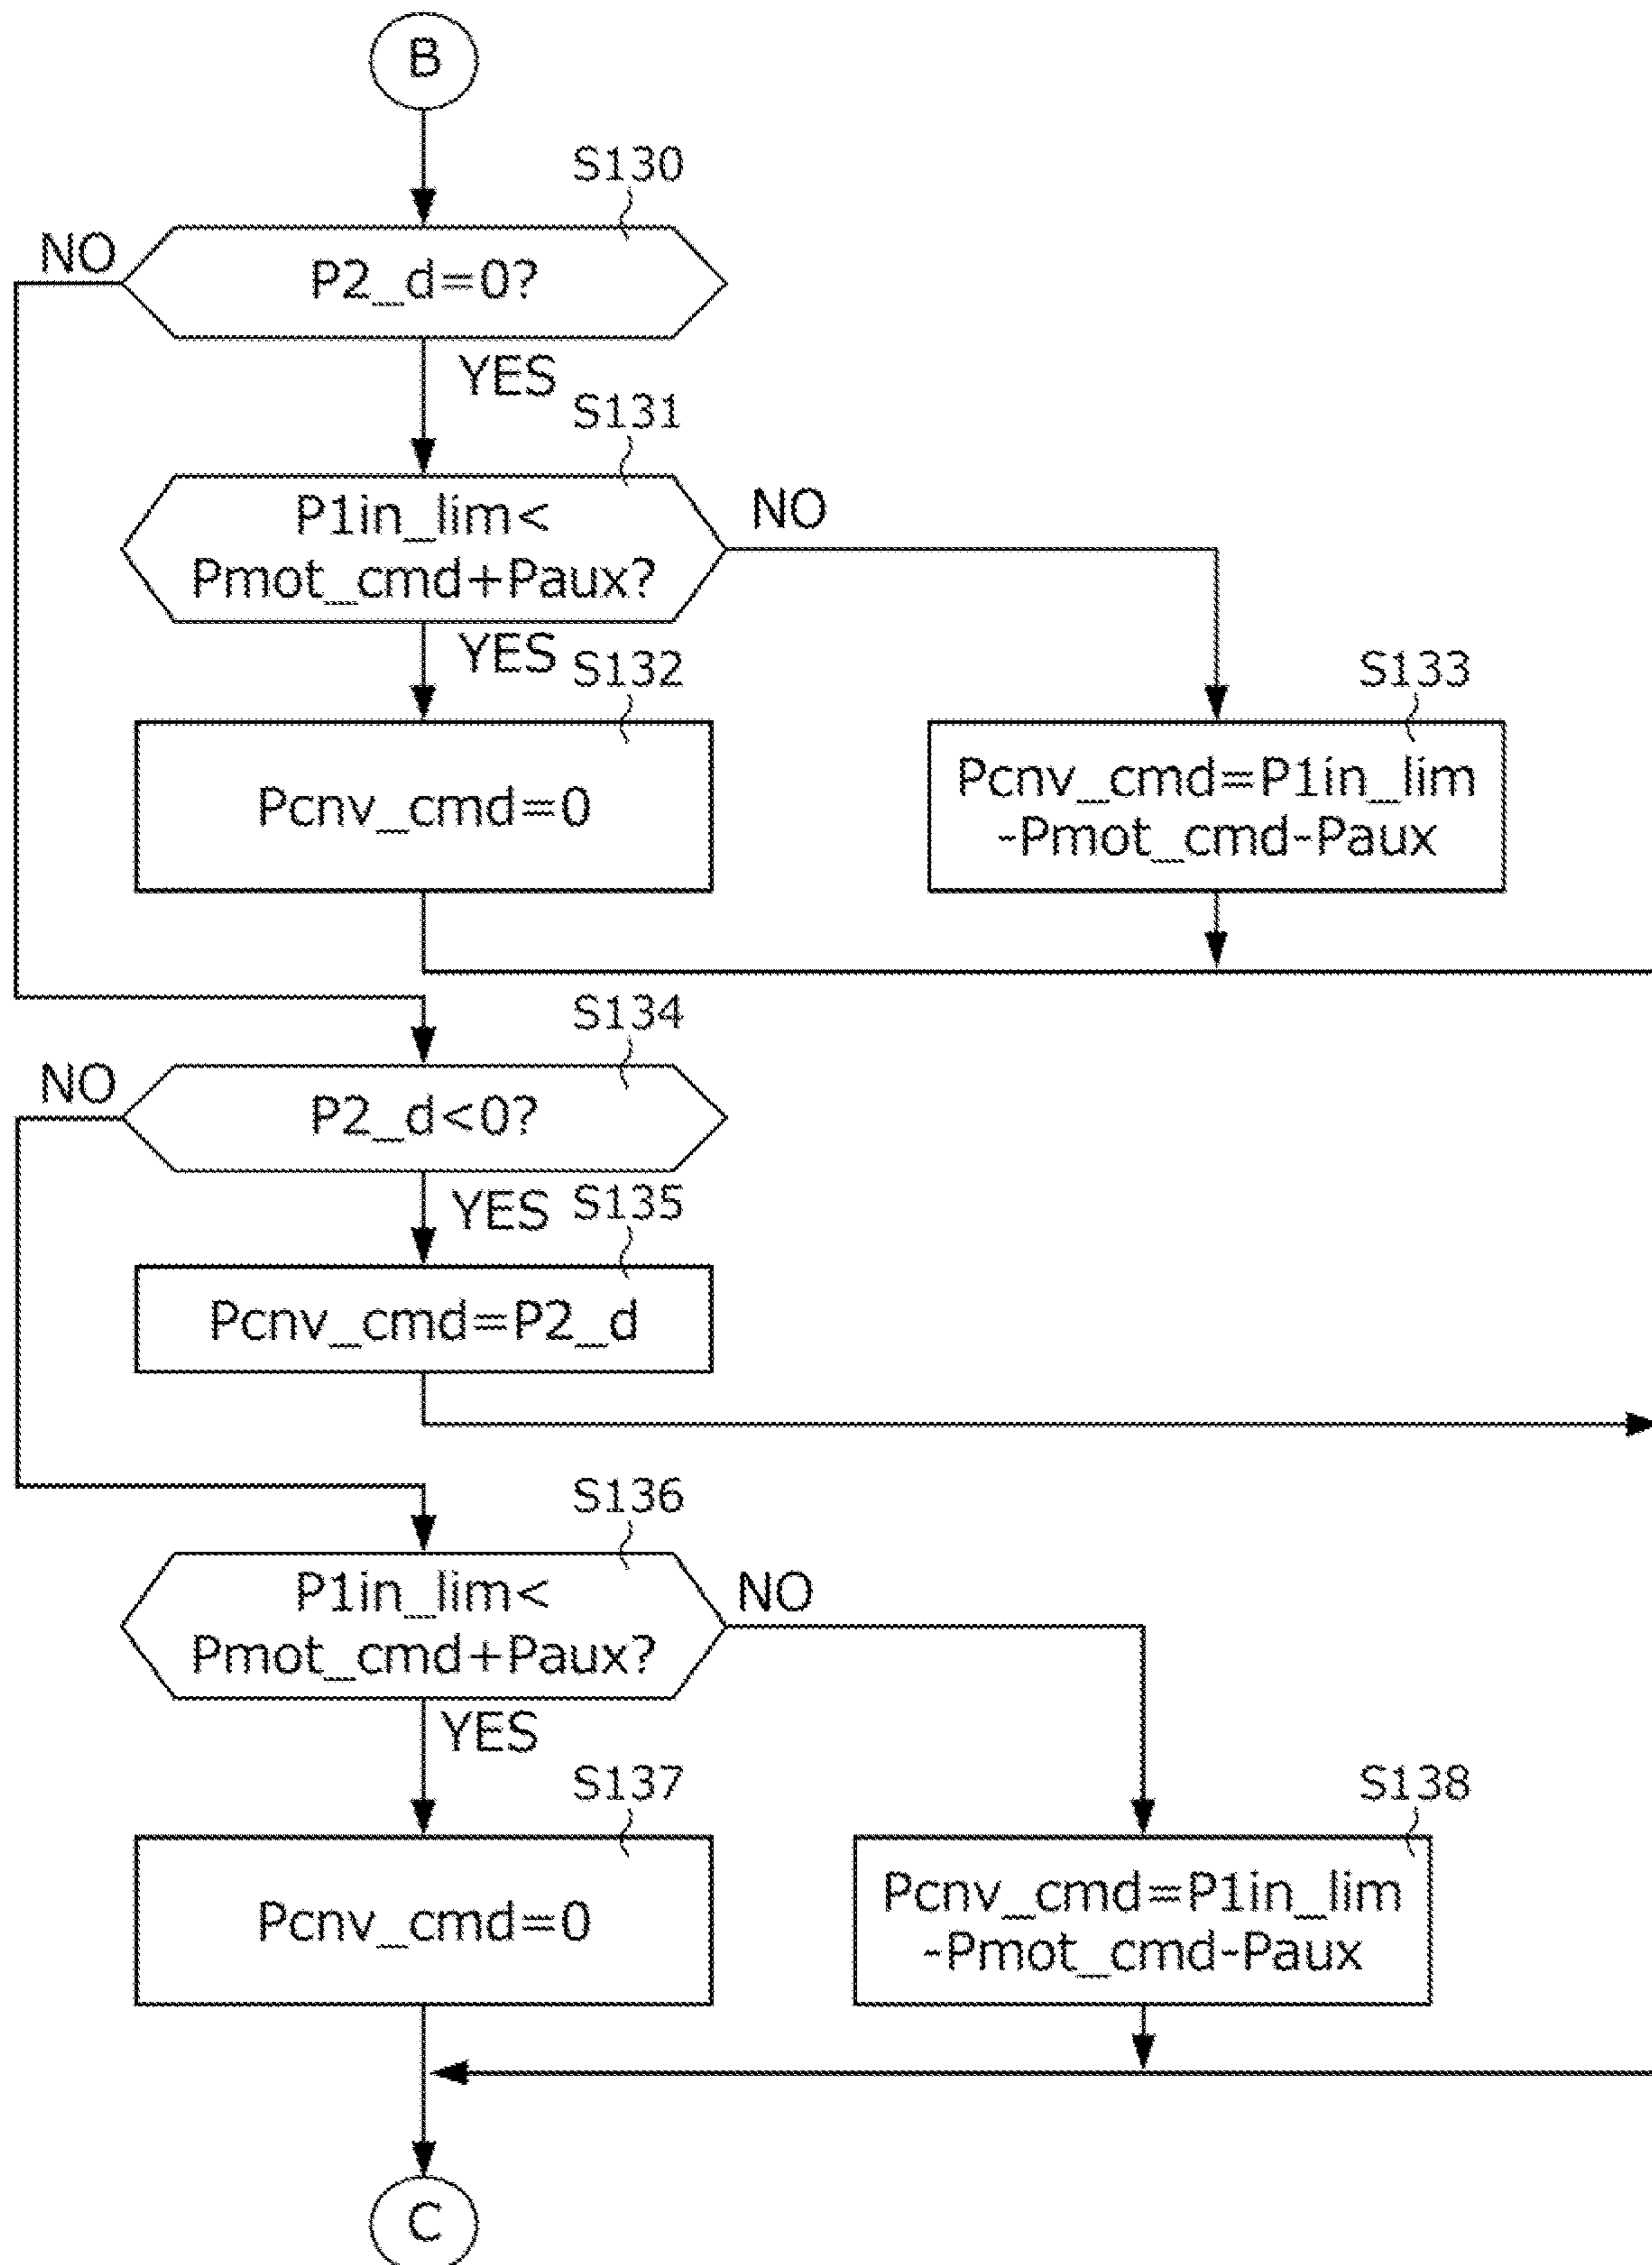 B
S130
NO
P2_d=0?
YES
S131
P1in_lim<
Pmot_cmd+Paux?
NO
YES
S132
S133
Pcnv_cmd=0
Pcnv_cmd=P1in_lim
-Pmot_cmd-Paux
S134
NO
P2_d<0?
YES
S135
Pcnv_cmd=P2_d
S136
P1in_lim<
Pmot_cmd+Paux?
NO
YES
S137
S138
Pcnv_cmd=0
Pcnv_cmd=P1in_lim
-Pmot_cmd-Paux
C